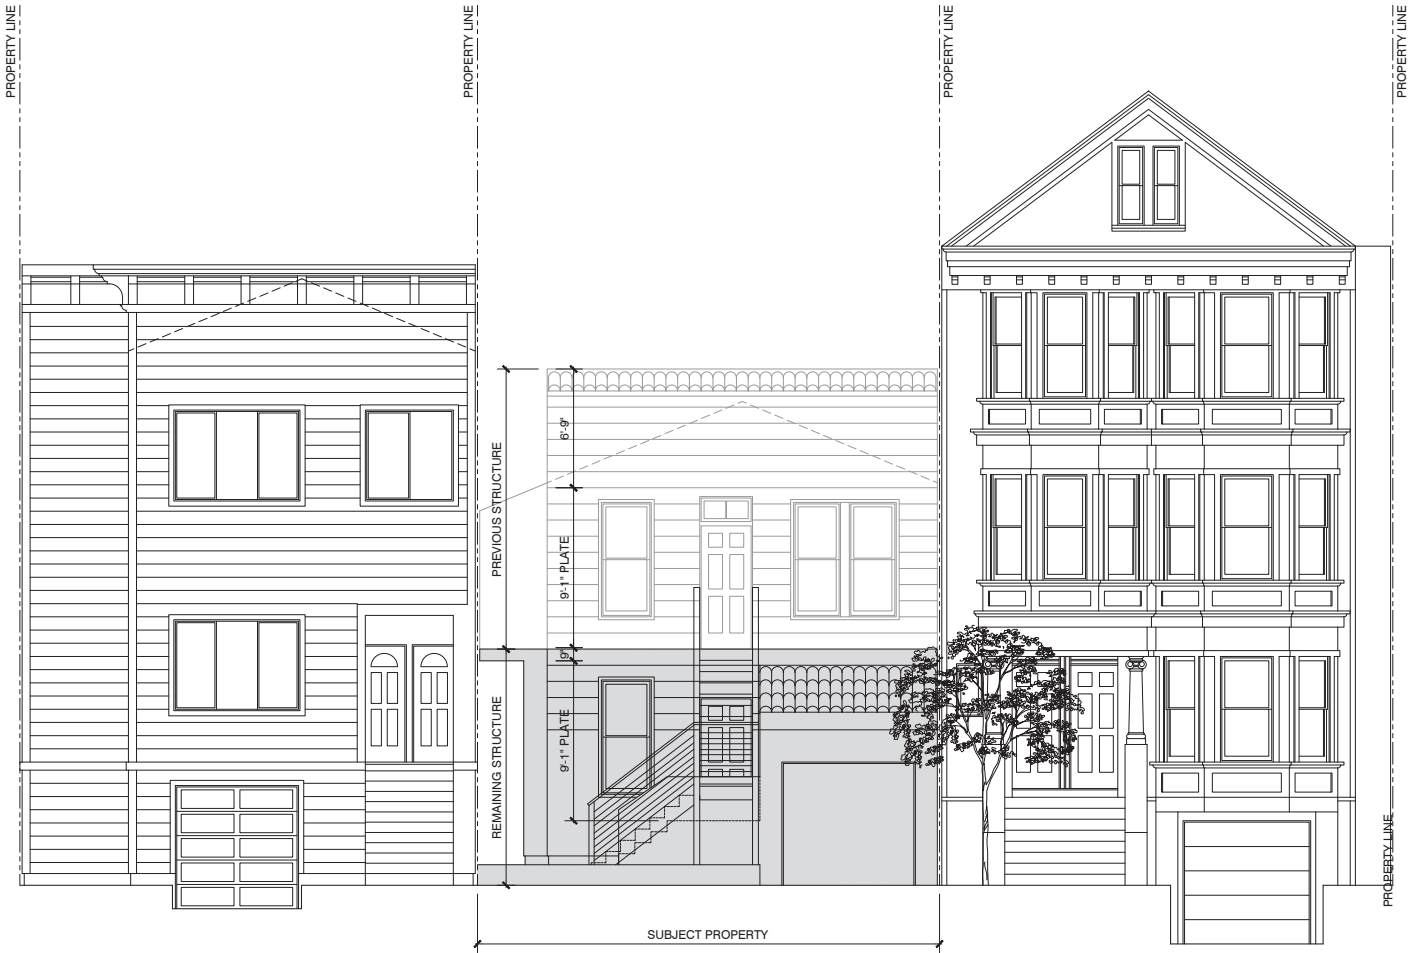 PROPERTY LINE
PROPERTY LINE
PROPERTY LINE
PROPERTY LINE
PREVIOUS STRUCTURE
6'-9"
9'-1" PLATE
9"
REMAINING STRUCTURE
9'-1" PLATE
PROPERTY LINE
SUBJECT PROPERTY